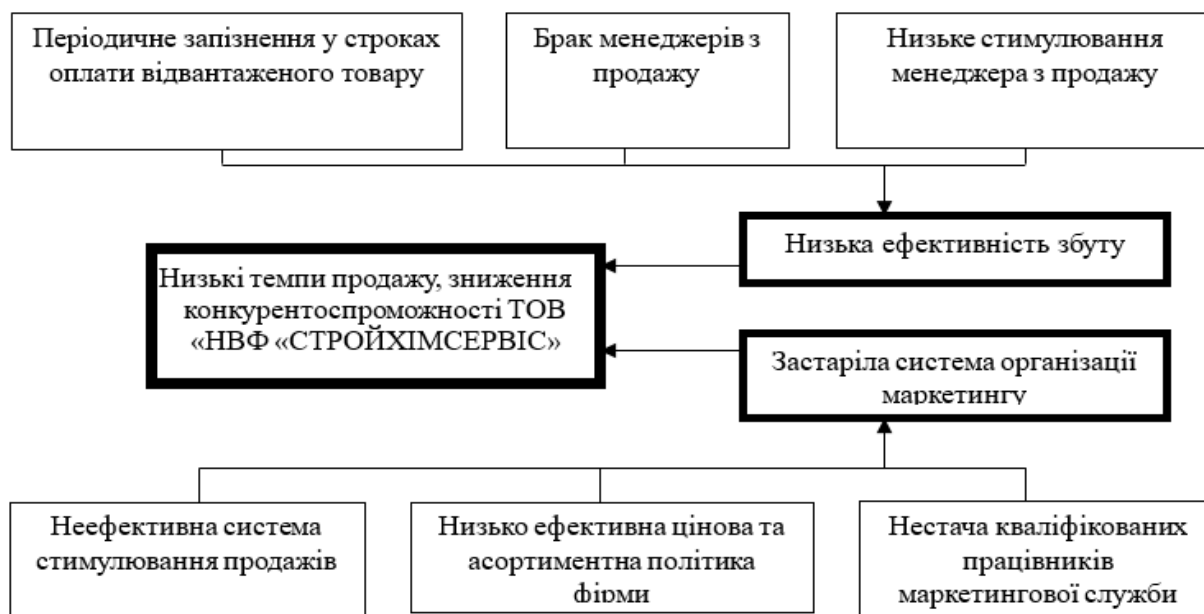 Періодичне запізнення у строках
оплати відвантаженого товару
Брак менеджерів з
продажу
Низьке стимулювання
менеджера з продажу
Низька ефективність збуту
Низькі темпи продажу, зниження
конкурентоспроможності ТОВ
«НВФ «СТРОЙХІМСЕРВІС»
Застаріла система організації
маркетингу
Неефективна система
стимулювання продажів
Низько ефективна цінова та
асортиментна політика
фірми
Нестача кваліфікованих
працівників
маркетингової служби